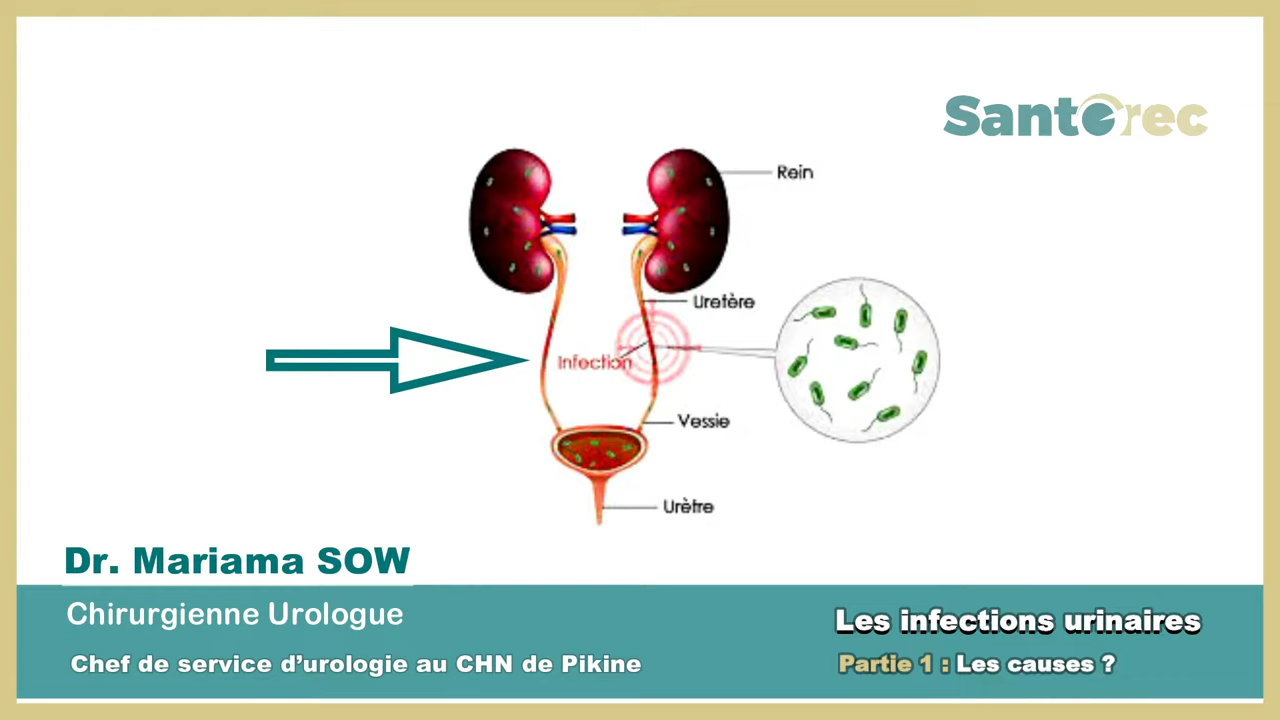 Santorec
Rein
Uretère
Infection
Vessie
Urètre
Dr. Mariama SOW
Chirurgienne Urologue
Chef de service d’urologie au CHN de Pikine
Les infections urinaires
Partie 1 : Les causes ?